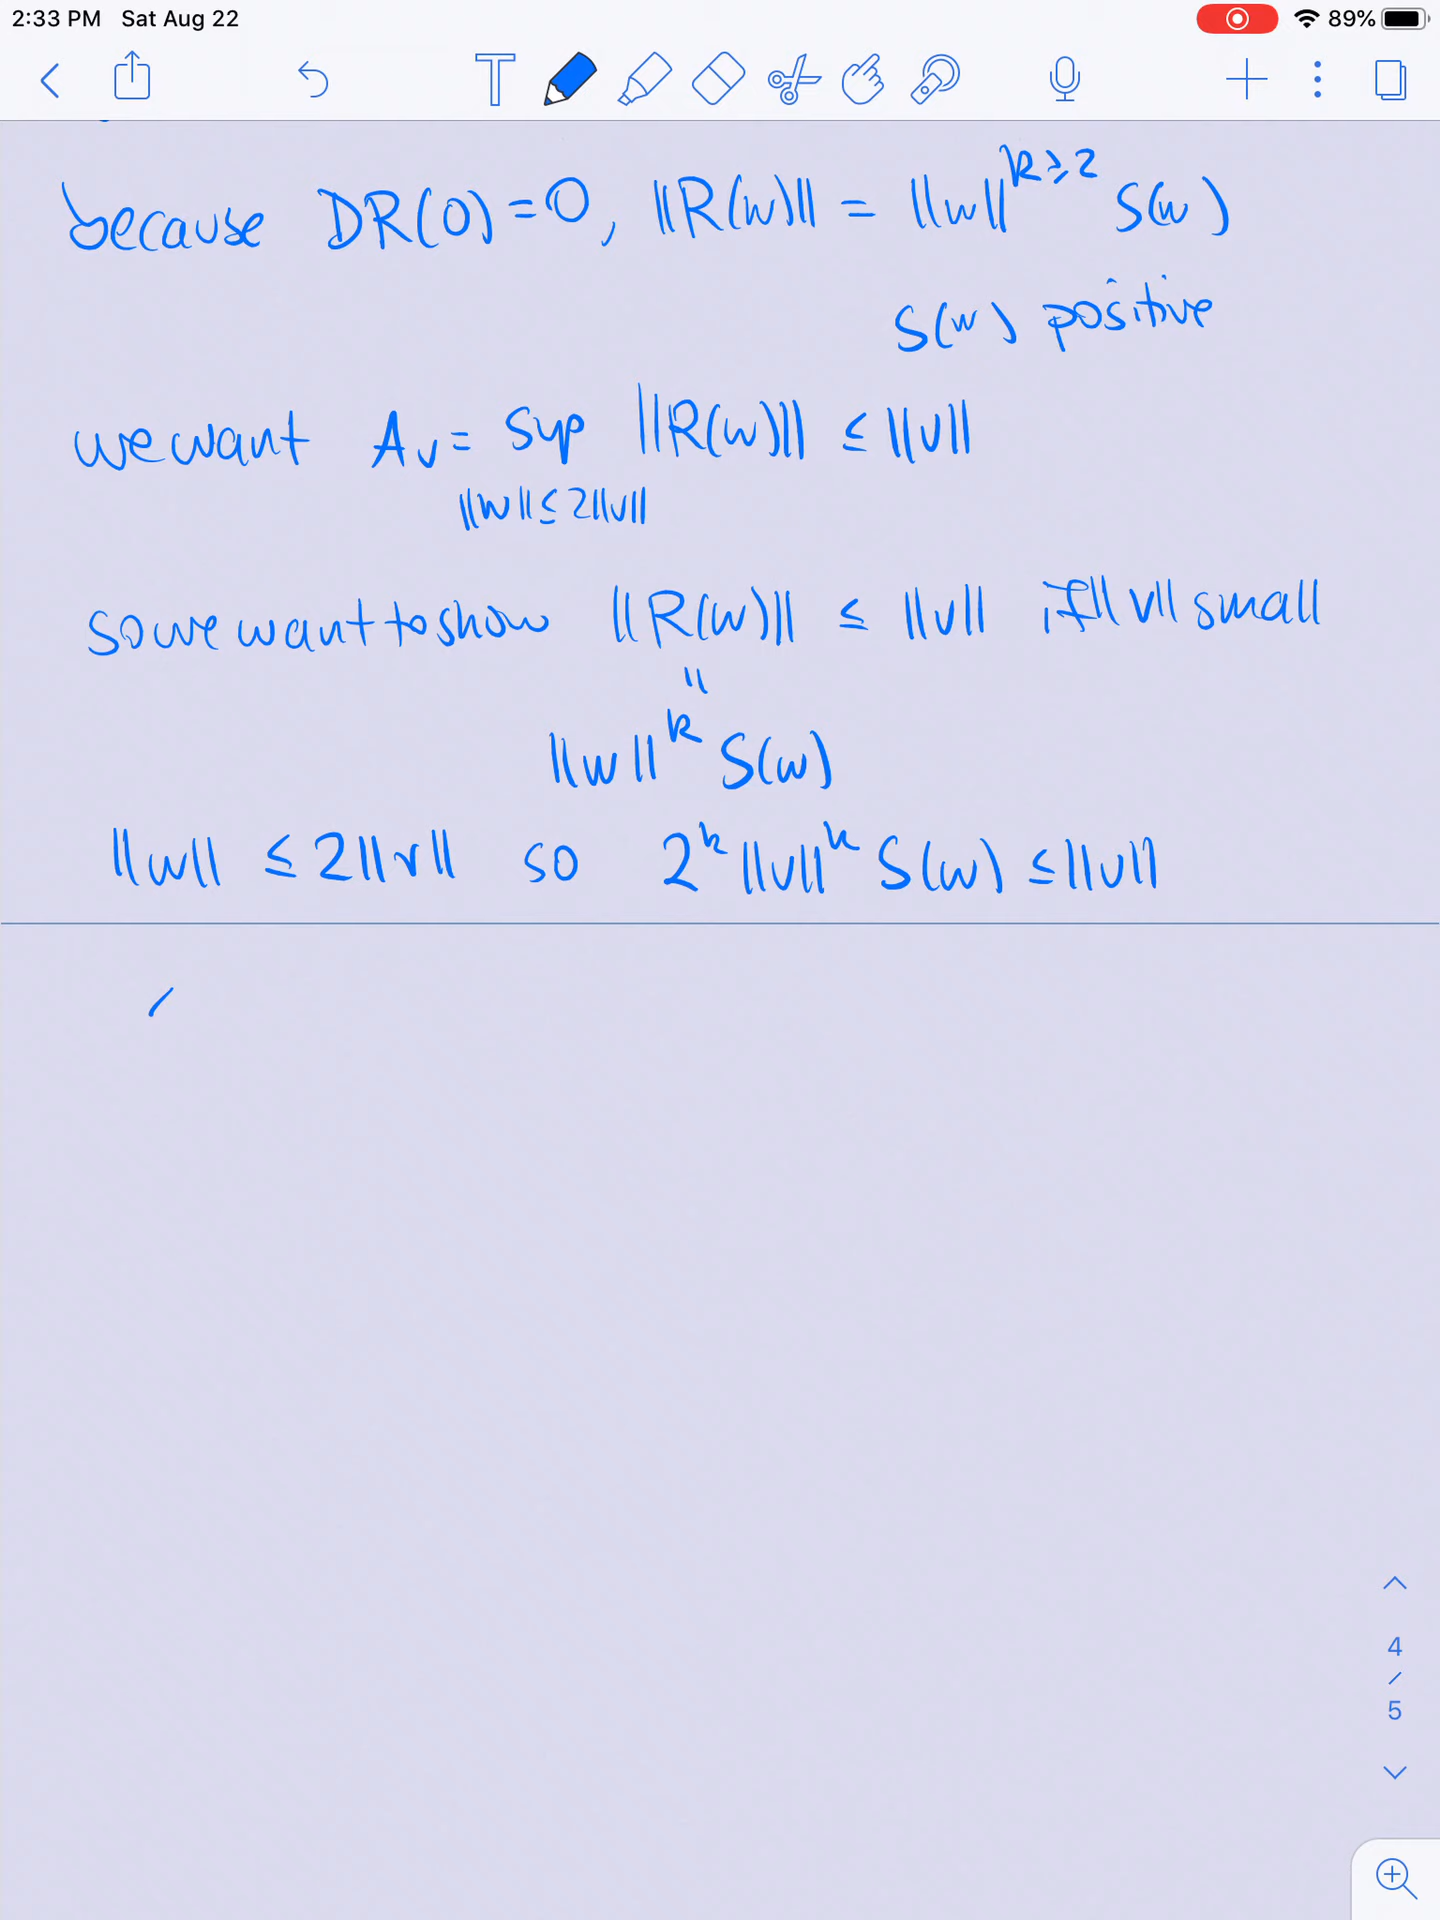 2:33 PM Sat Aug 22 89%
T
because DR(0) = 0, ||R(w)|| = ||w||^{k≥2} S(w)
S(w) positive
we want A_v = sup ||R(w)|| ≤ ||v||
||w|| ≤ 2||v||
so we want to show ||R(w)|| ≤ ||v|| if ||v|| small
||
||w||^k S(w)
||w|| ≤ 2||v|| so 2^k ||v||^k S(w) ≤ ||v||
4
/
5